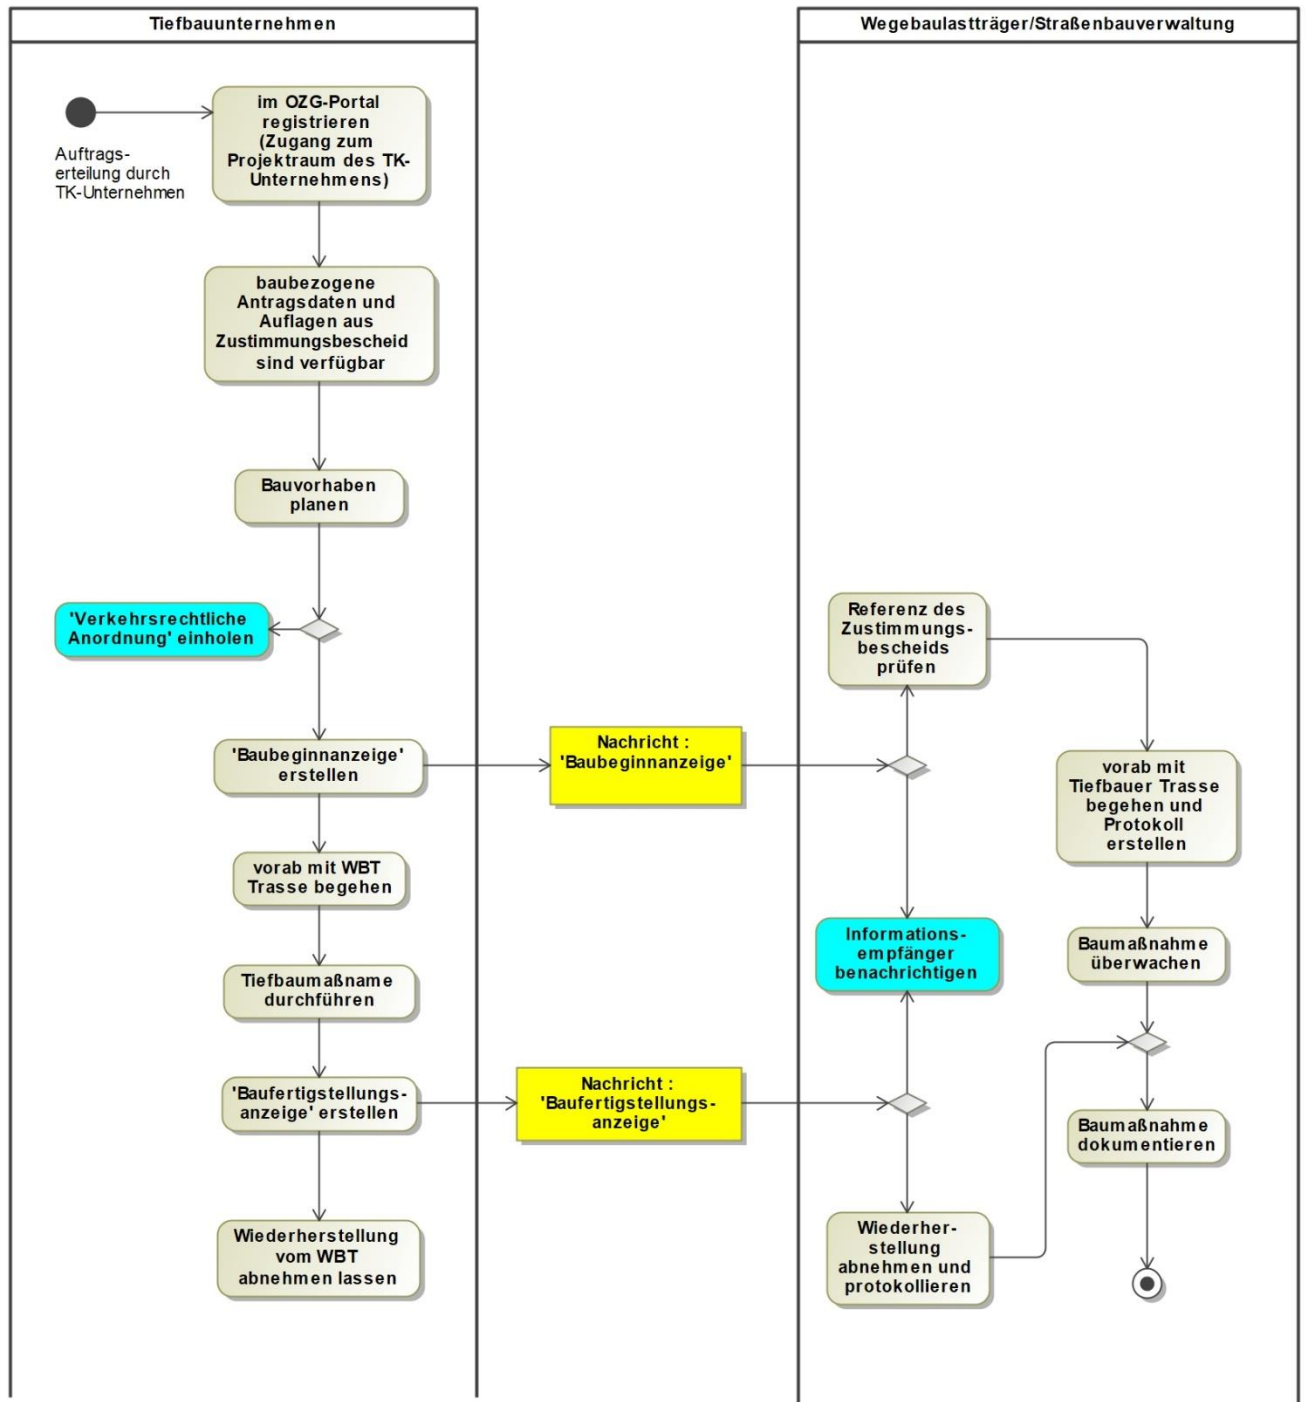 Tiefbauunternehmen
Wegebaulastträger/Straßenbauverwaltung
im OZG-Portal
registrieren
(Zugang zum
Projektraum des TK-
Unternehmens)
Auftrags-
erteilung durch
TK-Unternehmen
baubezogene
Antragsdaten und
Auflagen aus
Zustimmungsbescheid
sind verfügbar
Bauvorhaben
planen
'Verkehrsrechtliche
Anordnung' einholen
'Baubeginnanzeige'
erstellen
vorab mit WBT
Trasse begehen
Tiefbaumaßname
durchführen
'Baufertigstellungs-
anzeige' erstellen
Wiederherstellung
vom WBT
abnehmen lassen
Nachricht :
'Baubeginnanzeige'
Nachricht :
'Baufertigstellungs-
anzeige'
Referenz des
Zustimmungs-
bescheids
prüfen
Informations-
empfänger
benachrichtigen
Wiederher-
stellung
abnehmen und
protokollieren
vorab mit
Tiefbauer Trasse
begehen und
Protokoll
erstellen
Baumaßnahme
überwachen
Baumaßnahme
dokumentieren